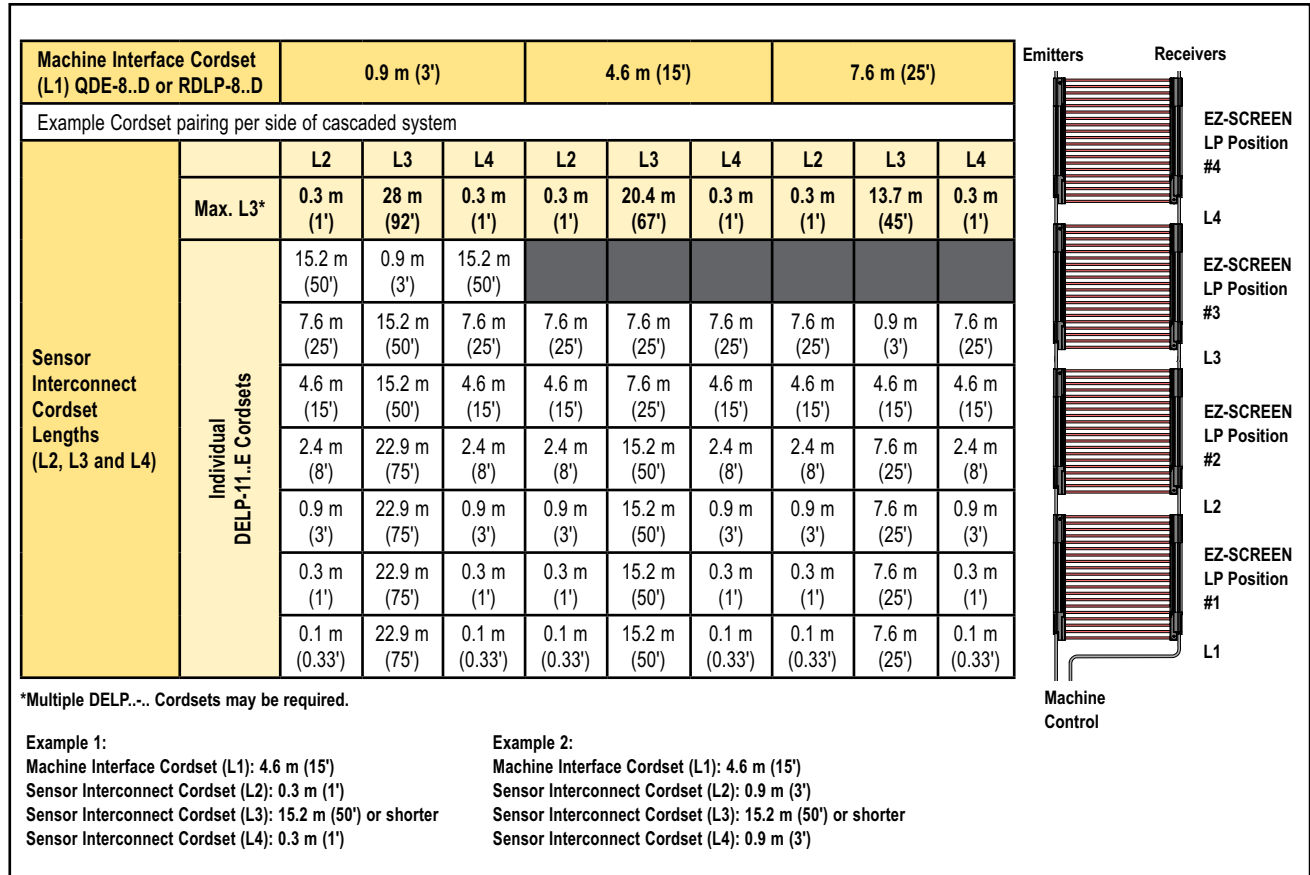 Machine Interface Cordset (L1) QDE-8..D or RDLP-8..D 0.9 m (3') 4.6 m (15') 7.6 m (25')
Example Cordset pairing per side of cascaded system
L2 L3 L4 L2 L3 L4 L2 L3 L4
Max. L3* 0.3 m (1') 28 m (92') 0.3 m (1') 0.3 m (1') 20.4 m (67') 0.3 m (1') 0.3 m (1') 13.7 m (45') 0.3 m (1')
Sensor Interconnect Cordset Lengths (L2, L3 and L4)
Individual DELP-11..E Cordsets
15.2 m (50') 0.9 m (3') 15.2 m (50')
7.6 m (25') 15.2 m (50') 7.6 m (25') 7.6 m (25') 7.6 m (25') 7.6 m (25') 7.6 m (25') 0.9 m (3') 7.6 m (25')
4.6 m (15') 15.2 m (50') 4.6 m (15') 4.6 m (15') 7.6 m (25') 4.6 m (15') 4.6 m (15') 4.6 m (15') 4.6 m (15')
2.4 m (8') 22.9 m (75') 2.4 m (8') 2.4 m (8') 15.2 m (50') 2.4 m (8') 2.4 m (8') 7.6 m (25') 2.4 m (8')
0.9 m (3') 22.9 m (75') 0.9 m (3') 0.9 m (3') 15.2 m (50') 0.9 m (3') 0.9 m (3') 7.6 m (25') 0.9 m (3')
0.3 m (1') 22.9 m (75') 0.3 m (1') 0.3 m (1') 15.2 m (50') 0.3 m (1') 0.3 m (1') 7.6 m (25') 0.3 m (1')
0.1 m (0.33') 22.9 m (75') 0.1 m (0.33') 0.1 m (0.33') 15.2 m (50') 0.1 m (0.33') 0.1 m (0.33') 7.6 m (25') 0.1 m (0.33')
*Multiple DELP..-.. Cordsets may be required.
Example 1:
Machine Interface Cordset (L1): 4.6 m (15')
Sensor Interconnect Cordset (L2): 0.3 m (1')
Sensor Interconnect Cordset (L3): 15.2 m (50') or shorter
Sensor Interconnect Cordset (L4): 0.3 m (1')
Example 2:
Machine Interface Cordset (L1): 4.6 m (15')
Sensor Interconnect Cordset (L2): 0.9 m (3')
Sensor Interconnect Cordset (L3): 15.2 m (50') or shorter
Sensor Interconnect Cordset (L4): 0.9 m (3')
Emitters Receivers
EZ-SCREEN
LP Position
#4
L4
EZ-SCREEN
LP Position
#3
L3
EZ-SCREEN
LP Position
#2
L2
EZ-SCREEN
LP Position
#1
L1
Machine
Control